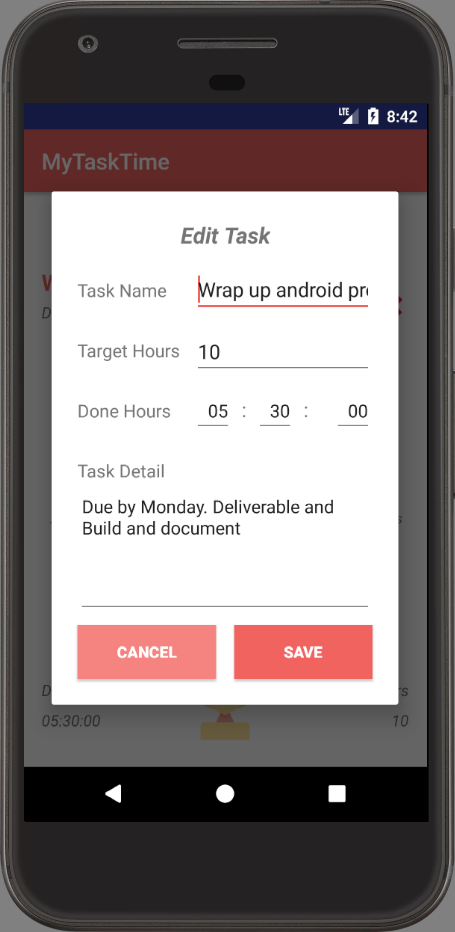 LTE 8:42
MyTaskTime
Edit Task
Task Name Wrap up android pr
Target Hours 10
Done Hours 05 : 30 : 00
Task Detail
Due by Monday. Deliverable and
Build and document
CANCEL SAVE
05:30:00 10